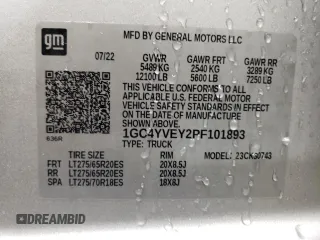 gm
MFD BY GENERAL MOTORS LLC
07/22 GVWR GAWR FRT GAWR RR
5489 KG 2540 KG 3289 KG
12100 LB 5600 LB 7250 LB
THIS VEHICLE CONFORMS TO ALL
APPLICABLE U.S. FEDERAL MOTOR
VEHICLE SAFETY STANDARDS IN
EFFECT ON THE DATE OF MANUFACTURE
SHOWN ABOVE.
1GC4YVEY2PF101893
TYPE: TRUCK
TIRE SIZE RIM MODEL: 23CK30743
FRT LT275/65R20ES 20X8.5J
RR LT275/65R20ES 20X8.5J
SPA LT275/70R18ES 18X8J
FRAUD BID